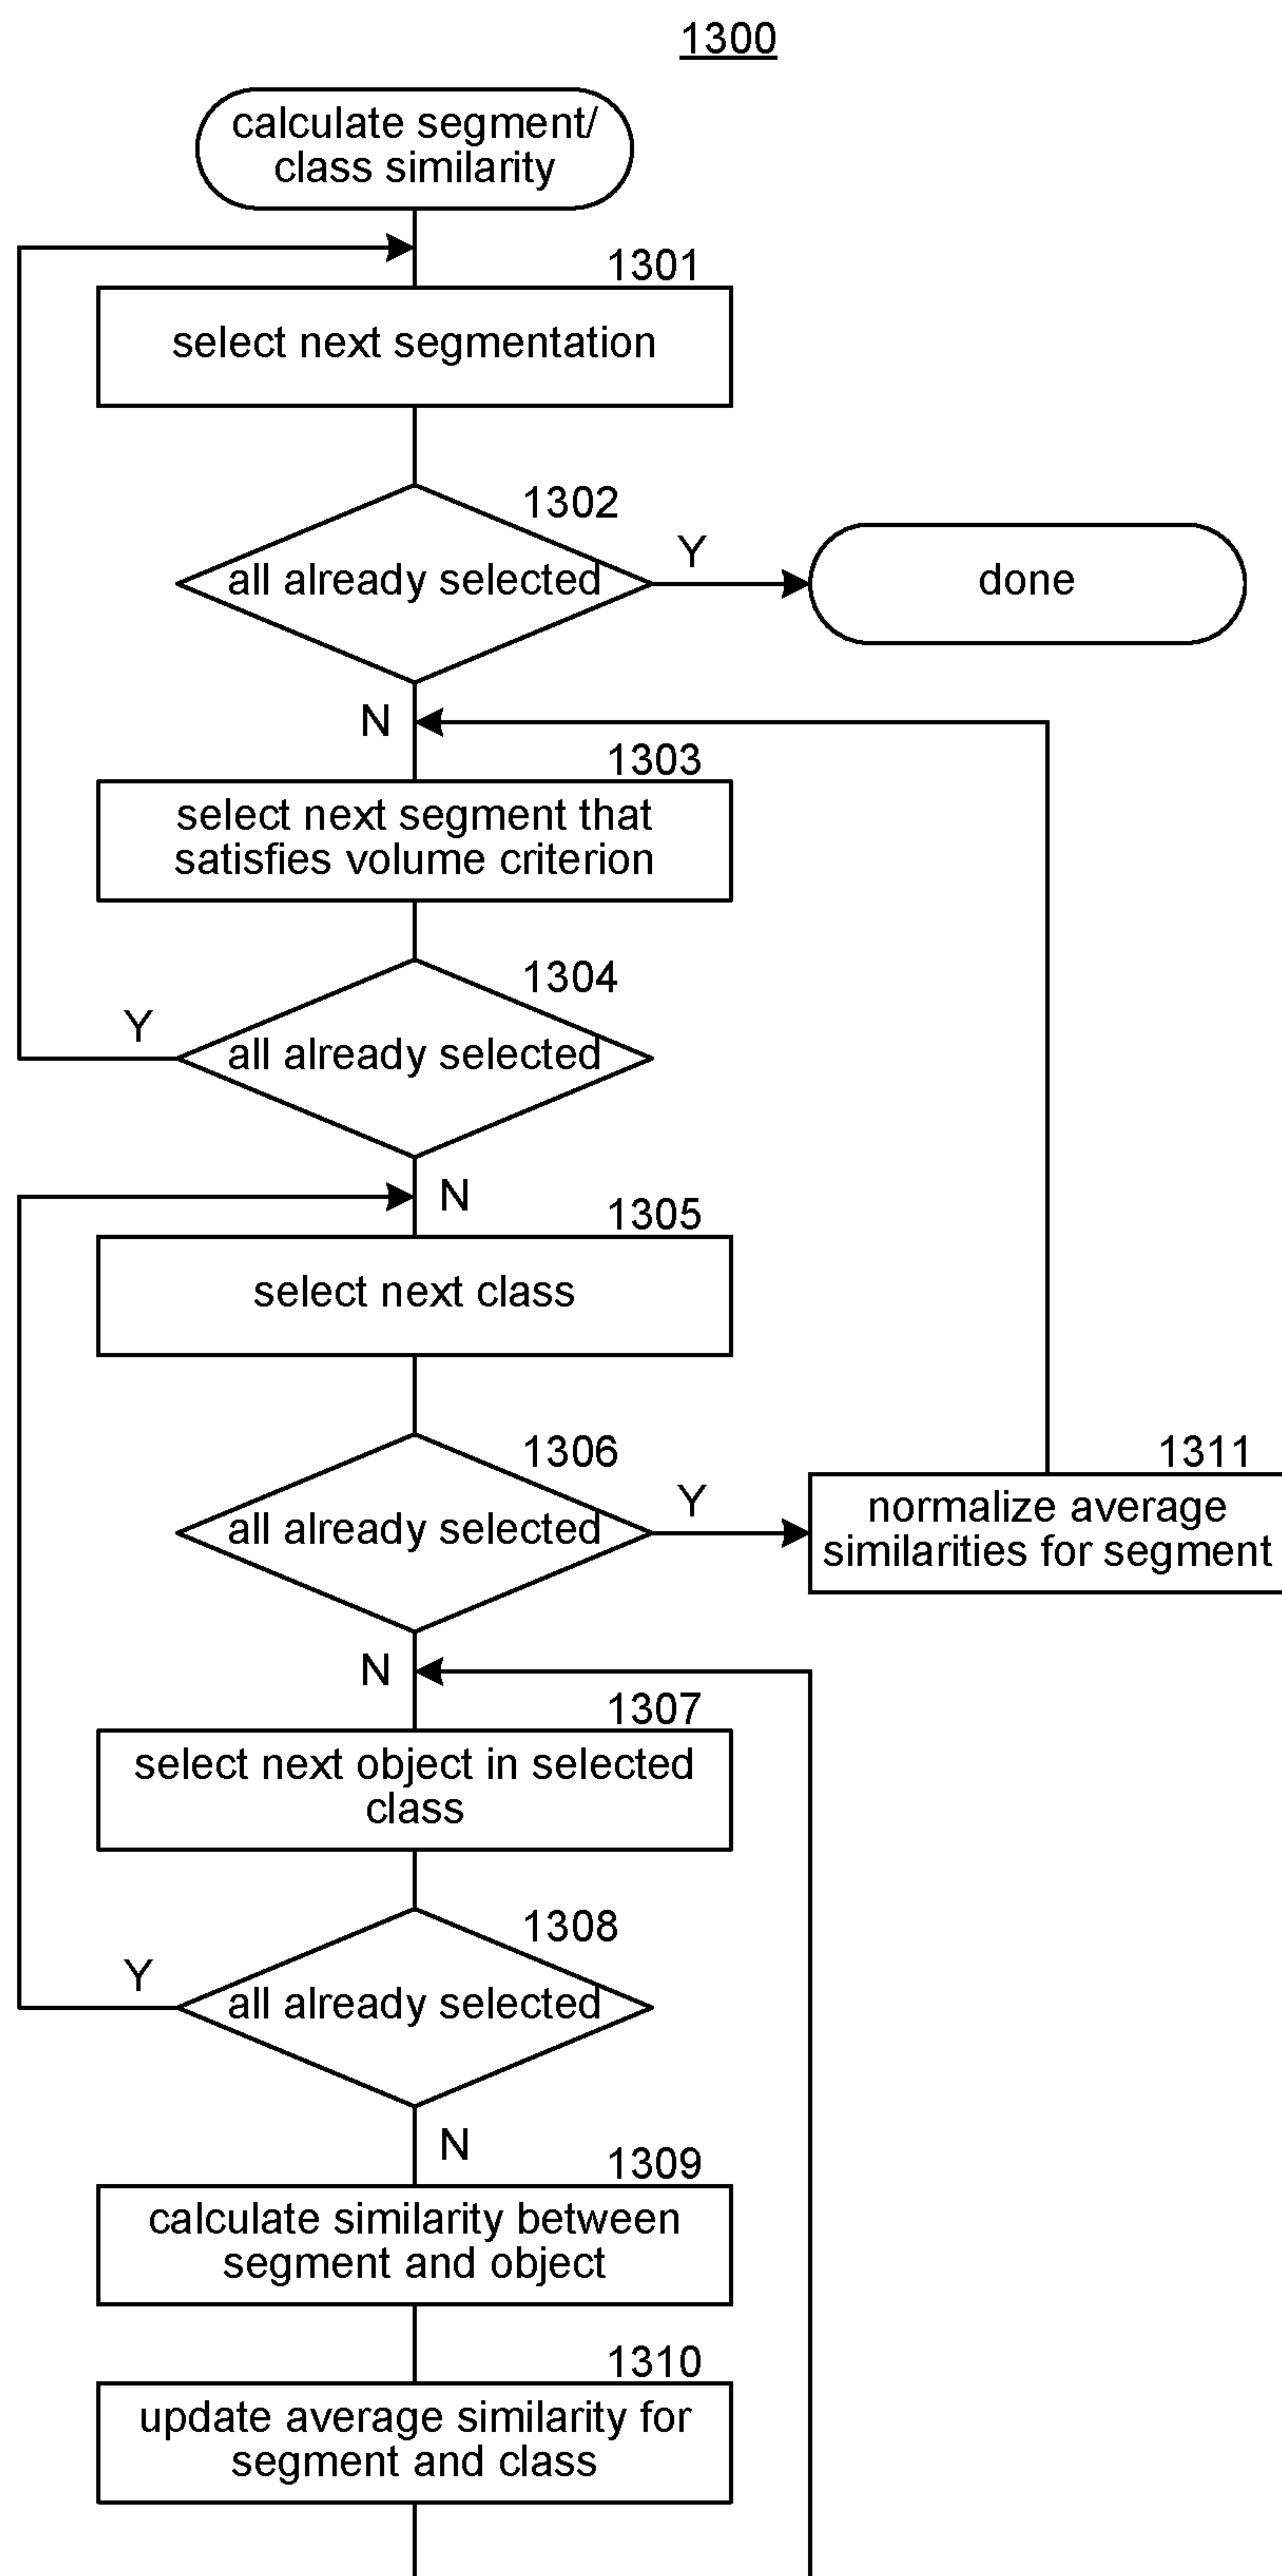 1300
calculate segment/
class similarity
1301
select next segmentation
1302
all already selected
Y
done
N
1303
select next segment that
satisfies volume criterion
1304
all already selected
Y
N
1305
select next class
1306
all already selected
Y
1311
normalize average
similarities for segment
N
1307
select next object in selected
class
1308
all already selected
Y
N
1309
calculate similarity between
segment and object
1310
update average similarity for
segment and class